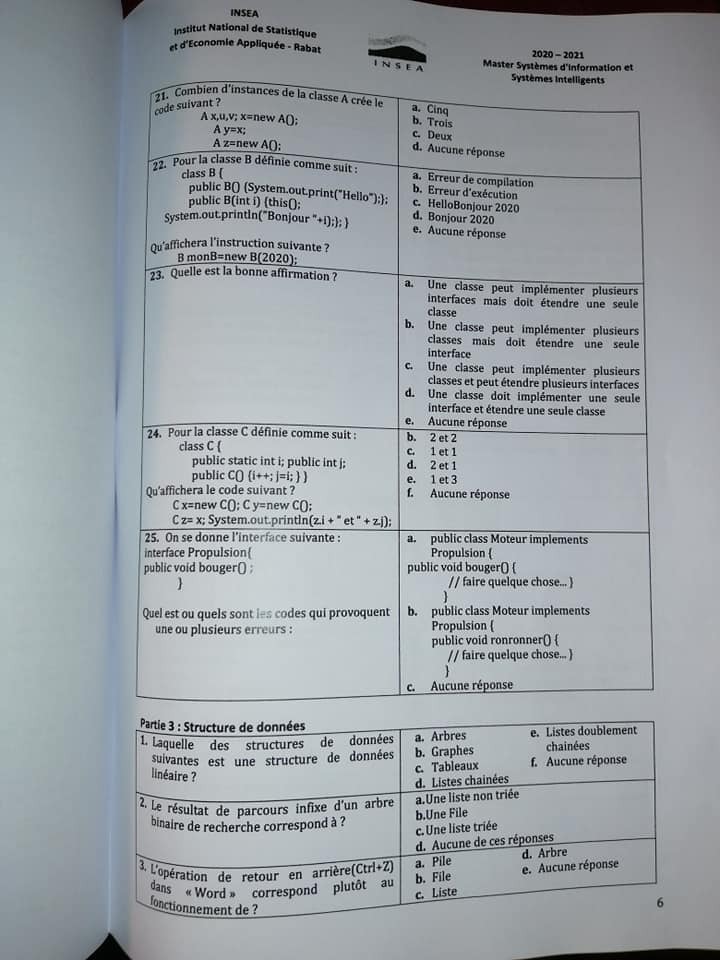 INSEA
Institut National de Statistique
et d'Economie Appliquée - Rabat
INSEA
2020 – 2021
Master Systèmes d'Information et
Systèmes Intelligents
21. Combien d'instances de la classe A crée le
code suivant ?
A x,u,v; x=new A();
A y=x;
A z=new A();
a. Cinq
b. Trois
c. Deux
d. Aucune réponse
22. Pour la classe B définie comme suit :
class B {
public B() {System.out.print("Hello");};
public B(int i) {this();
System.out.println("Bonjour "+i);}; }
Qu'affichera l'instruction suivante ?
B monB=new B(2020);
a. Erreur de compilation
b. Erreur d'exécution
c. HelloBonjour 2020
d. Bonjour 2020
e. Aucune réponse
23. Quelle est la bonne affirmation ?
a. Une classe peut implémenter plusieurs
interfaces mais doit étendre une seule
classe
b. Une classe peut implémenter plusieurs
classes mais doit étendre une seule
interface
c. Une classe peut implémenter plusieurs
classes et peut étendre plusieurs interfaces
d. Une classe doit implémenter une seule
interface et étendre une seule classe
e. Aucune réponse
24. Pour la classe C définie comme suit :
class C {
public static int i; public int j;
public C() {i++; j=i; } }
Qu'affichera le code suivant ?
C x=new C(); C y=new C();
C z= x; System.out.println(z.i + " et " + z.j);
b. 2 et 2
c. 1 et 1
d. 2 et 1
e. 1 et 3
f. Aucune réponse
25. On se donne l'interface suivante :
interface Propulsion{
public void bouger() ;
}
Quel est ou quels sont les codes qui provoquent
une ou plusieurs erreurs :
a. public class Moteur implements
Propulsion {
public void bouger() {
// faire quelque chose... }
}
b. public class Moteur implements
Propulsion {
public void ronronner() {
// faire quelque chose... }
}
c. Aucune réponse
Partie 3 : Structure de données
1. Laquelle des structures de données
suivantes est une structure de données
linéaire ?
a. Arbres
b. Graphes
c. Tableaux
d. Listes chainées
e. Listes doublement
chainées
f. Aucune réponse
2. Le résultat de parcours infixe d'un arbre
binaire de recherche correspond à ?
a.Une liste non triée
b.Une File
c.Une liste triée
d. Aucune de ces réponses
3. L'opération de retour en arrière(Ctrl+Z)
dans « Word » correspond plutôt au
fonctionnement de ?
a. Pile
b. File
c. Liste
d. Arbre
e. Aucune réponse
6